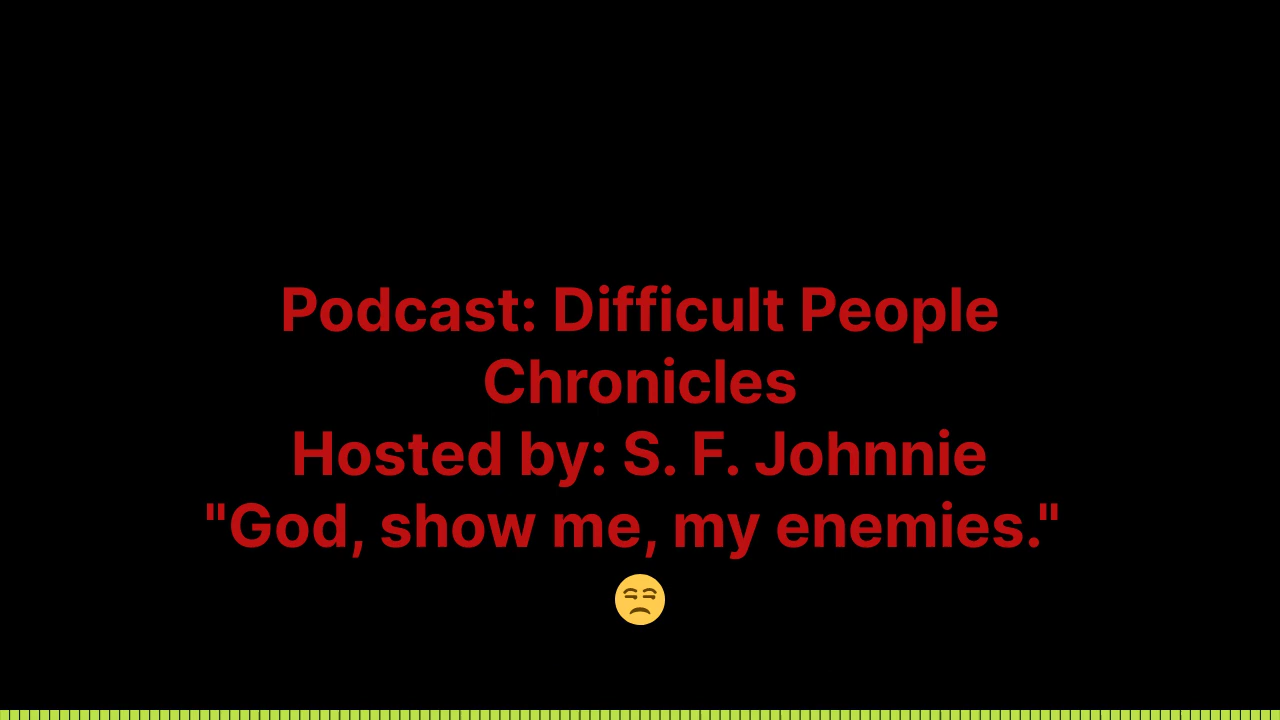 Podcast: Difficult People
Chronicles
Hosted by: S. F. Johnnie
"God, show me, my enemies."
😒